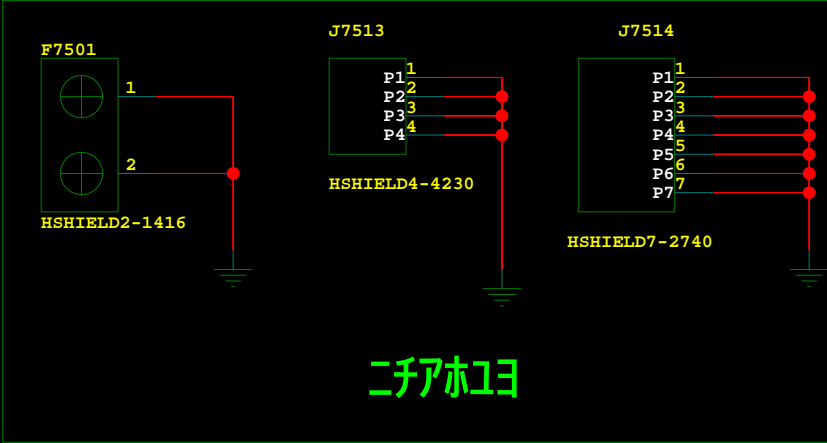 J7513
J7514
F7501
1
2
HSHIELD2-1416
P1 1
P2 2
P3 3
P4 4
HSHIELD4-4230
P1 1
P2 2
P3 3
P4 4
P5 5
P6 6
P7 7
HSHIELD7-2740
ニチアホユヨ